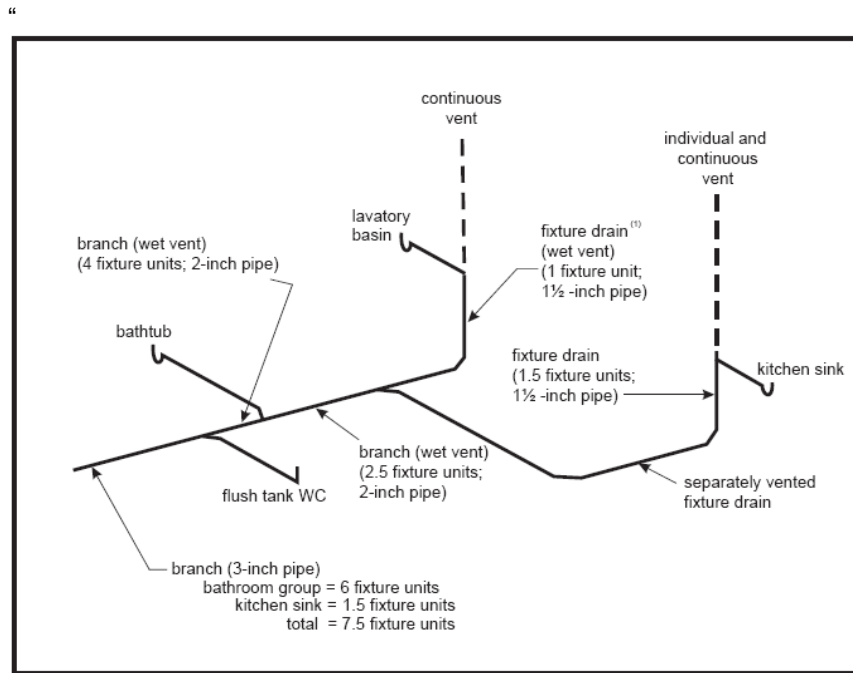 “
continuous
vent
individual and
continuous
vent
lavatory
basin
fixture drain (1)
(wet vent)
(1 fixture unit;
1½ -inch pipe)
branch (wet vent)
(4 fixture units; 2-inch pipe)
bathtub
fixture drain
(1.5 fixture units;
1½ -inch pipe)
kitchen sink
branch (wet vent)
(2.5 fixture units;
2-inch pipe)
flush tank WC
separately vented
fixture drain
branch (3-inch pipe)
bathroom group = 6 fixture units
kitchen sink = 1.5 fixture units
total = 7.5 fixture units